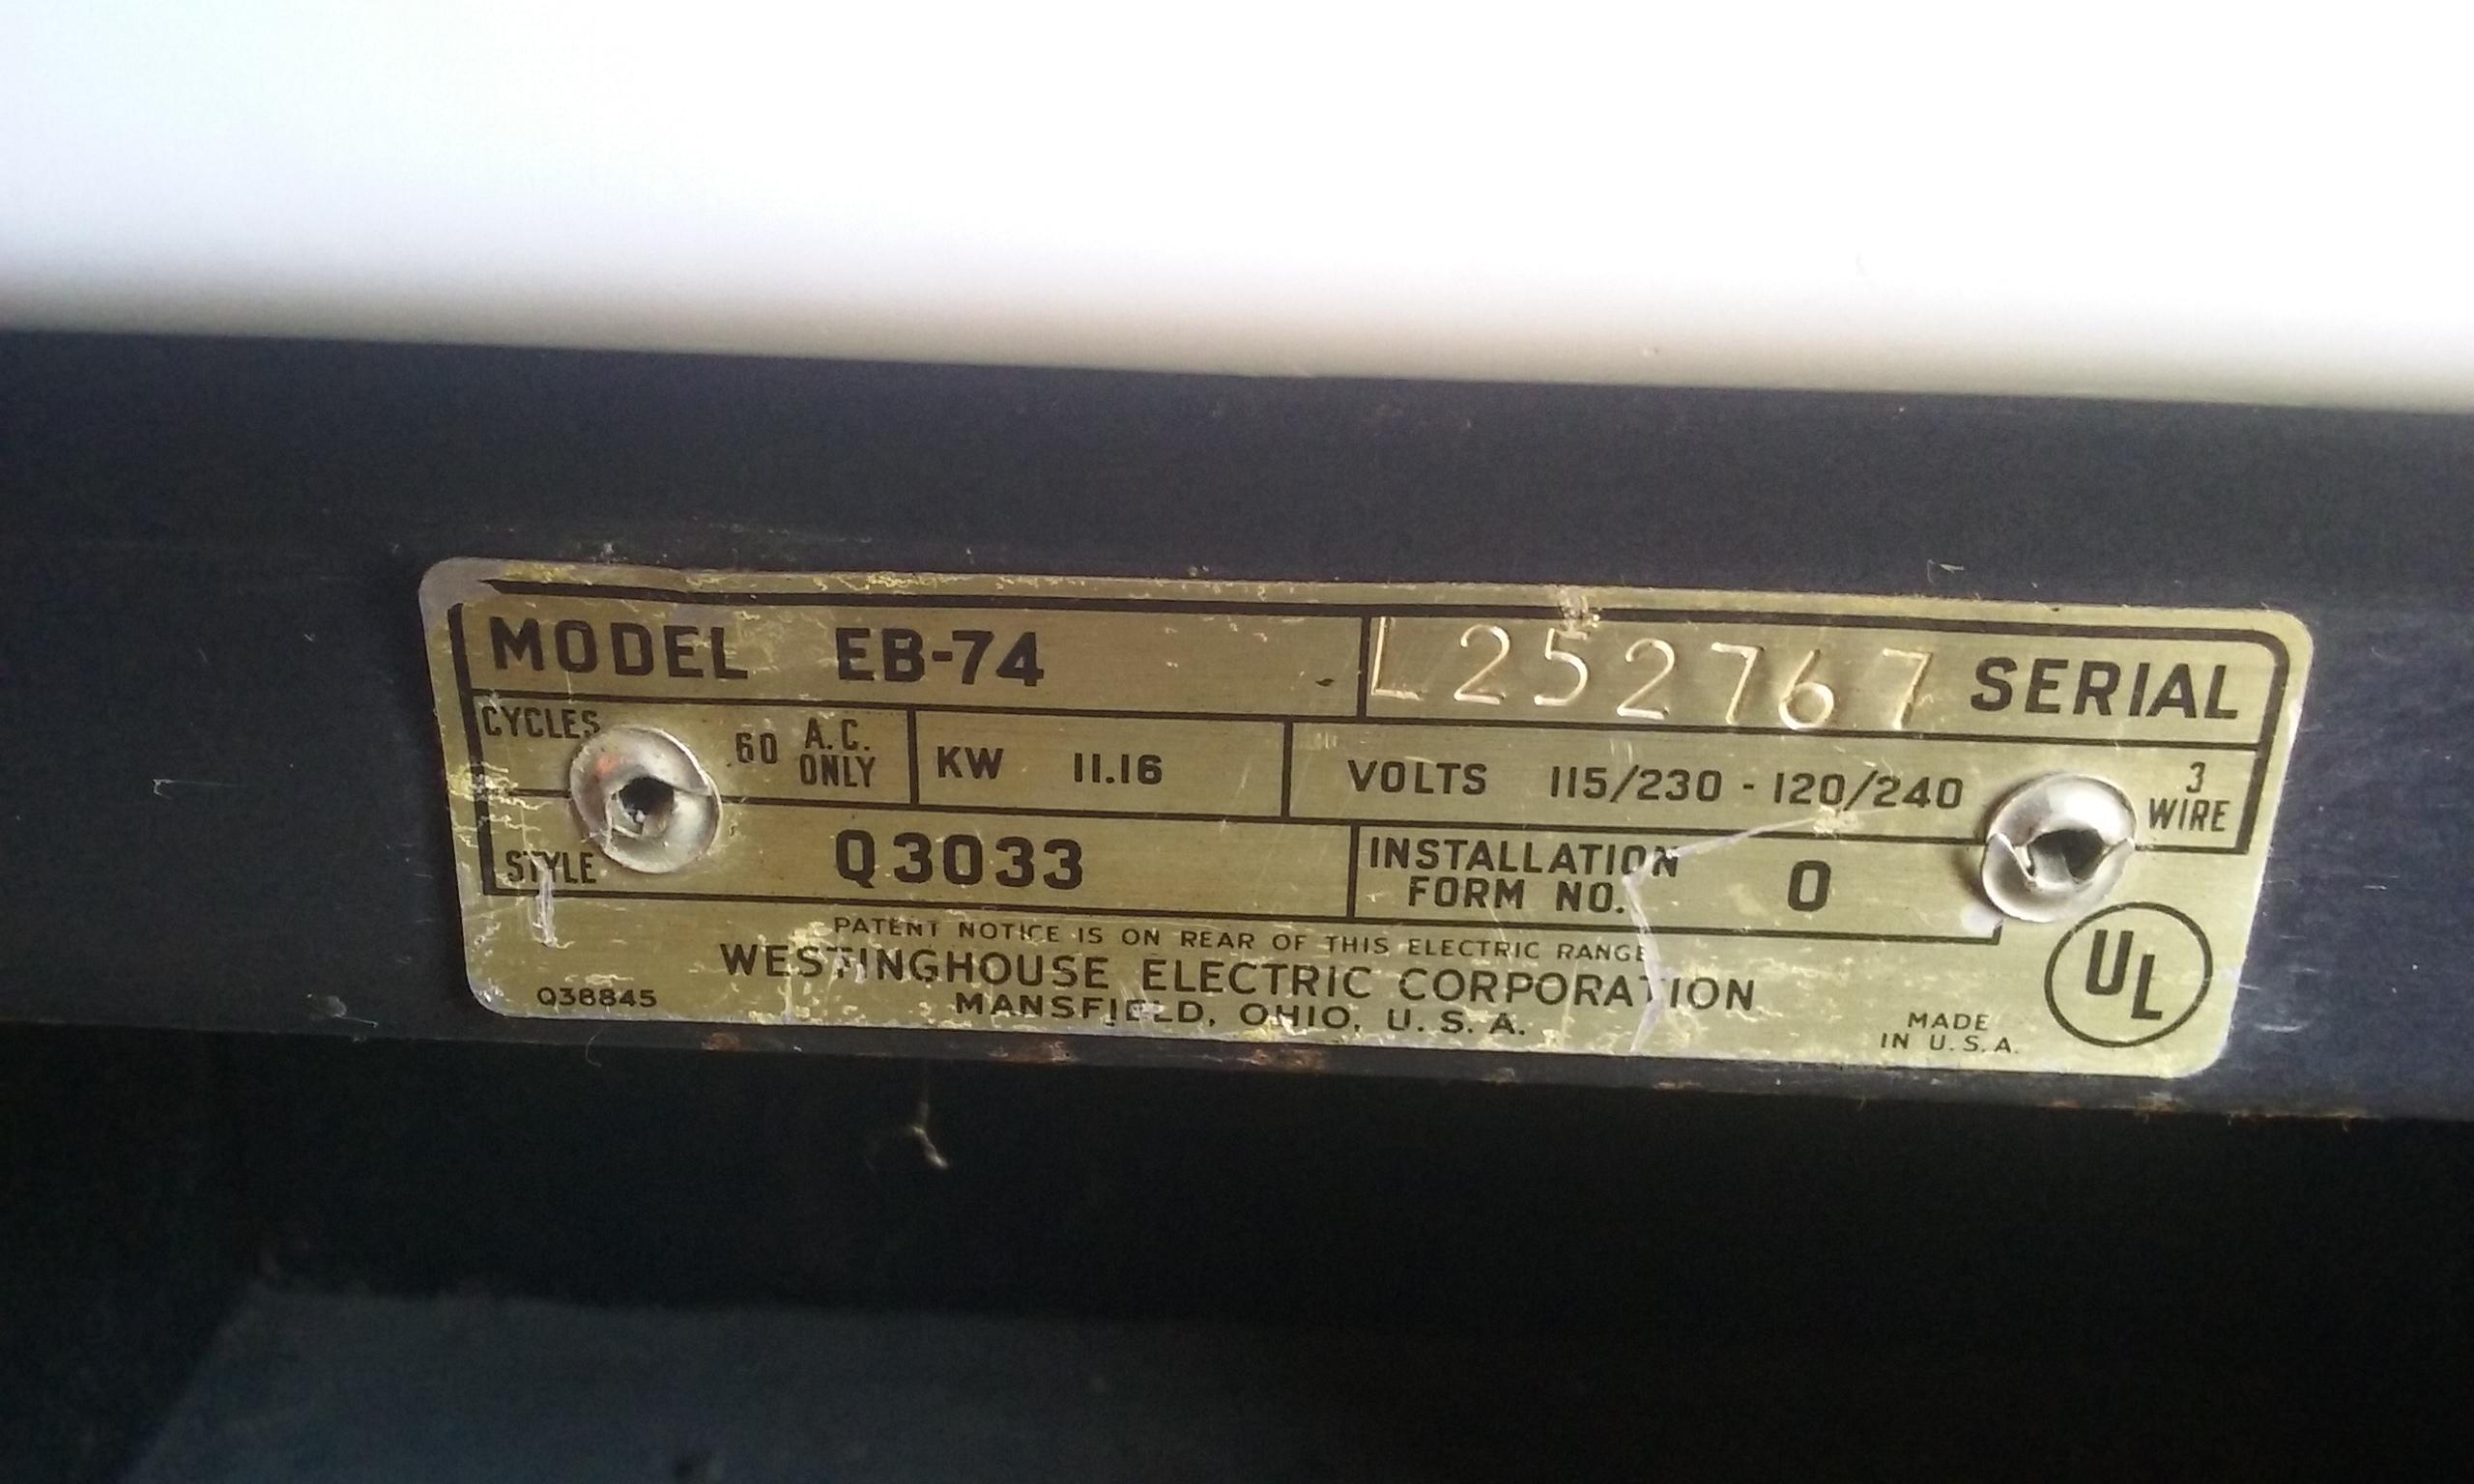 MODEL EB-74 L252767 SERIAL
CYCLES 60 A.C. ONLY KW 11.16 VOLTS 115/230 - 120/240 3 WIRE
STYLE Q3033 INSTALLATION FORM NO. 0
PATENT NOTICE IS ON REAR OF THIS ELECTRIC RANGE
WESTINGHOUSE ELECTRIC CORPORATION
MANSFIELD, OHIO, U.S.A.
Q38845
MADE
IN U.S.A.
UL